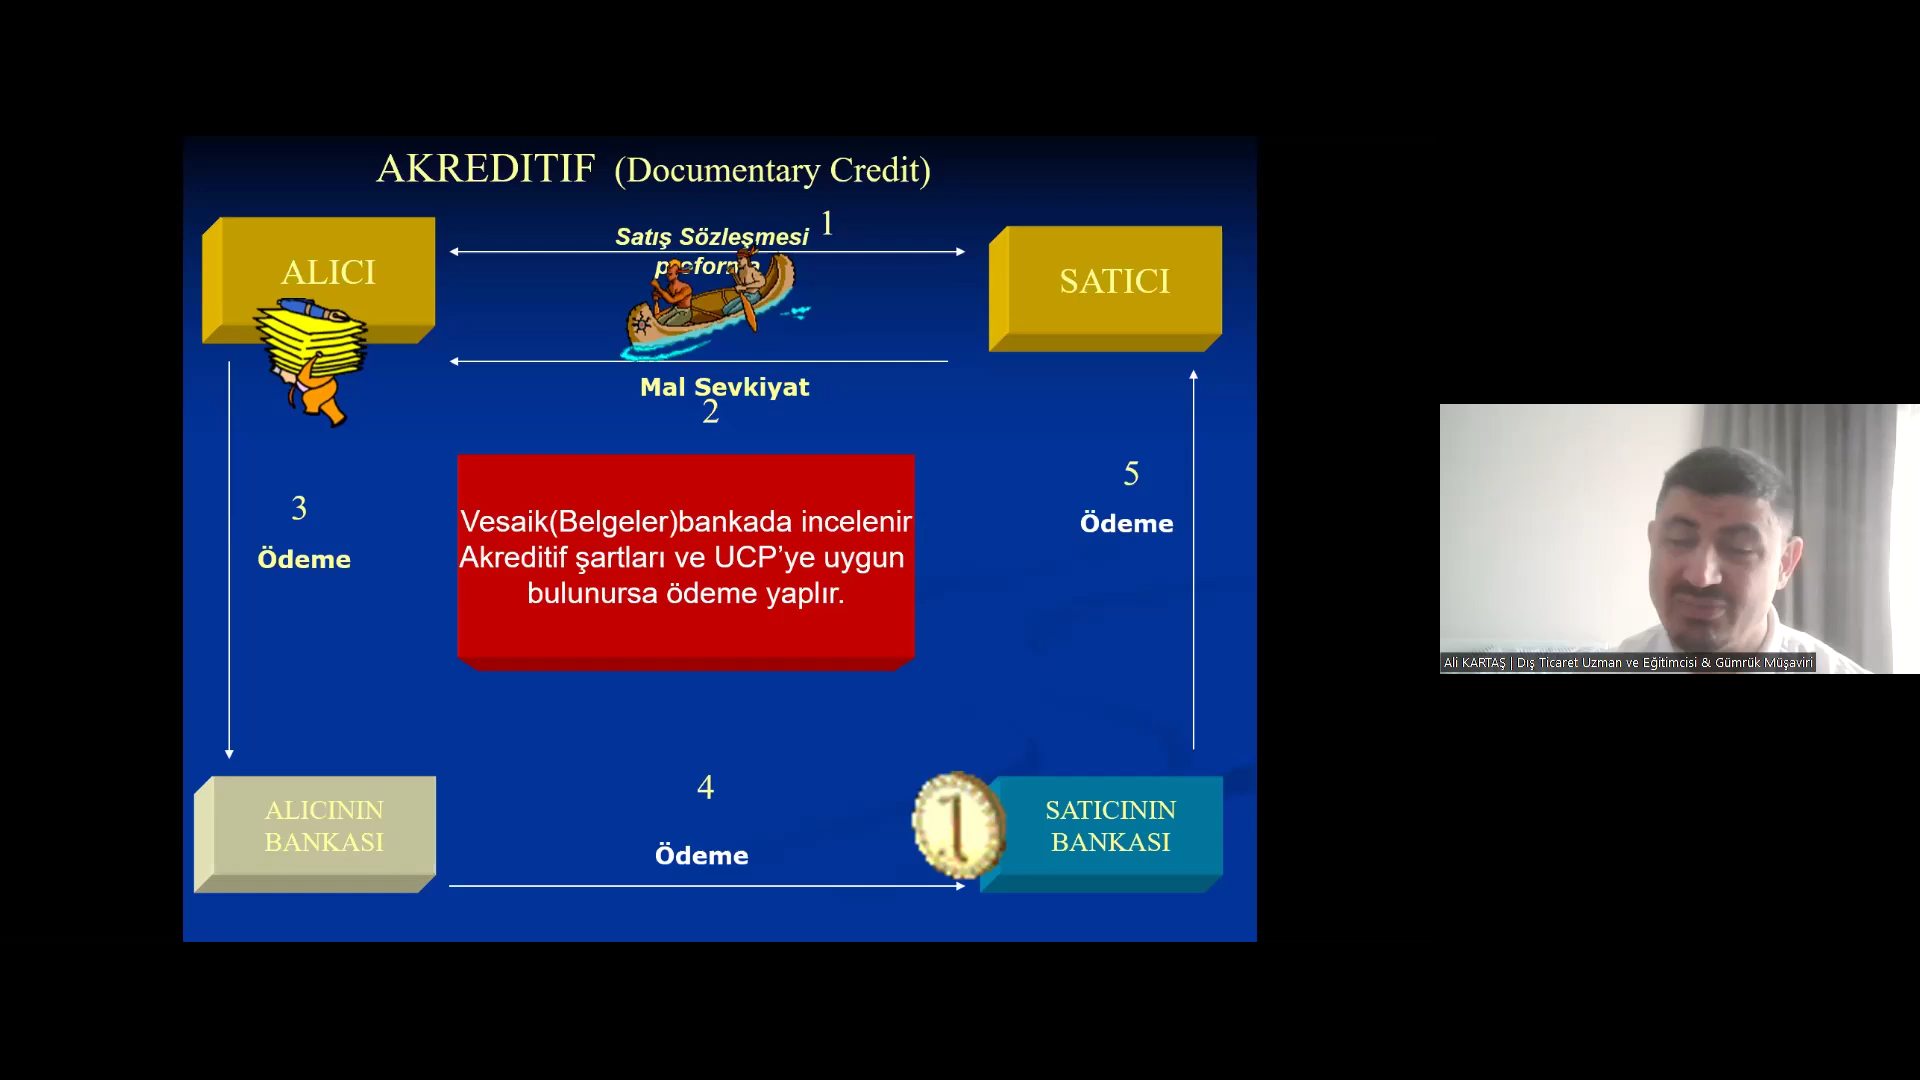 AKREDITIF (Documentary Credit)
1
Satış Sözleşmesi
ALICI
SATICI
Mal Sevkiyat
2
3
Ödeme
Vesaik(Belgeler)bankada incelenir
Akreditif şartları ve UCP’ye uygun
bulunursa ödeme yaplır.
5
Ödeme
ALICININ
BANKASI
4
Ödeme
1
SATICININ
BANKASI
Ali KARTAŞ | Dış Ticaret Uzman ve Eğitimcisi & Gümrük Müşaviri